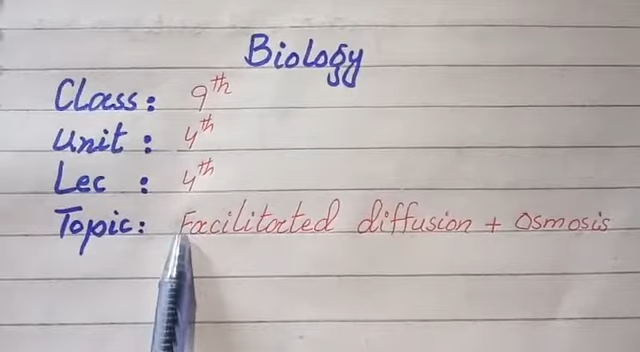 Biology
Class: 9th
Unit: 4th
Lec: 4th
Topic: Facilitated diffusion + Osmosis